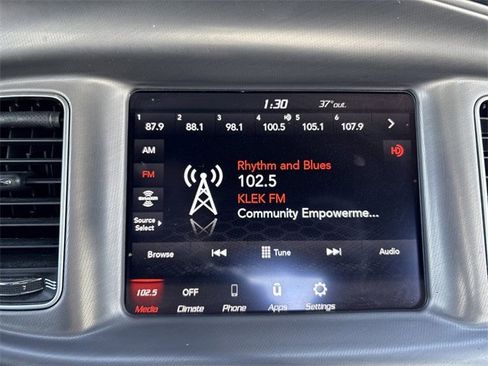 1:30 37°out.
1 2 3 4 5 6
87.9 88.1 98.1 100.5 105.1 107.9
AM
FM
Rhythm and Blues
102.5
KLEK FM
Community Empowerme...
SiriusXM
Source
Select
Browse Tune Audio
102.5 OFF
Media Climate Phone Apps Settings